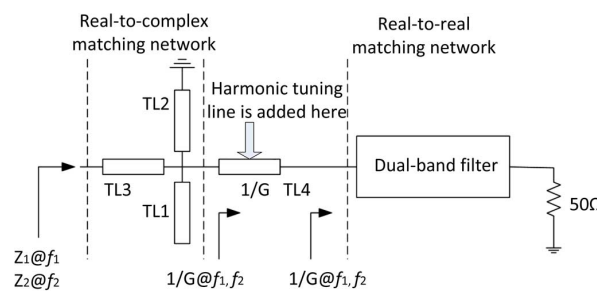 Real-to-complex
matching network
Real-to-real
matching network
Harmonic tuning
line is added here
TL2
TL3
TL1
1/G
TL4
Dual-band filter
50Ω
Z1@f1
Z2@f2
1/G@f1,f2
1/G@f1,f2